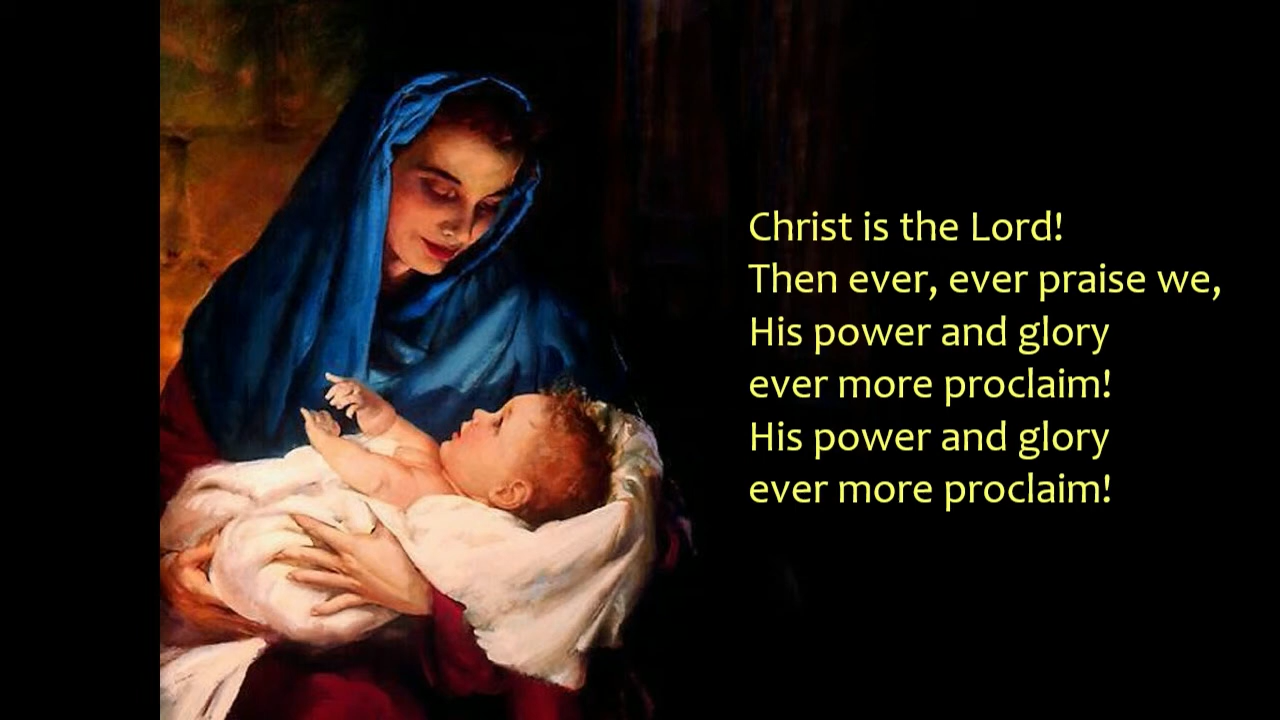 Christ is the Lord!
Then ever, ever praise we,
His power and glory
ever more proclaim!
His power and glory
ever more proclaim!